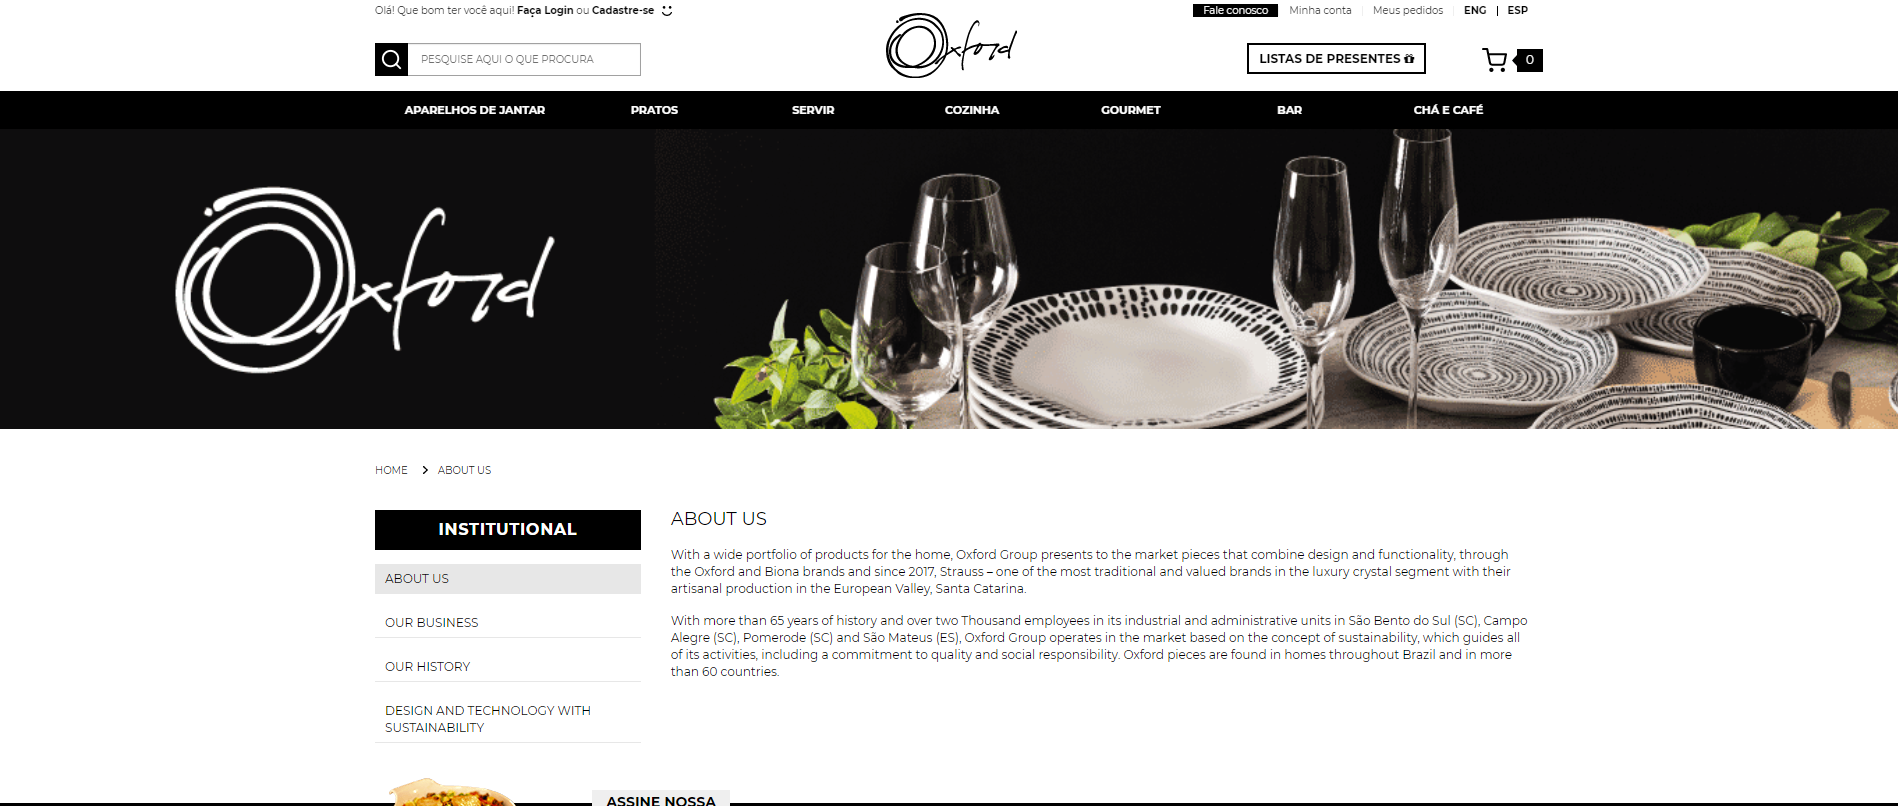 Olá! Que bom ter você aqui! Faça Login ou Cadastre-se
Fale conosco Minha conta Meus pedidos ENG | ESP
PESQUISE AQUI O QUE PROCURA
Oxford
LISTAS DE PRESENTES
0
APARELHOS DE JANTAR PRATOS SERVIR COZINHA GOURMET BAR CHÁ E CAFÉ
Oxford
HOME > ABOUT US
INSTITUTIONAL
ABOUT US
OUR BUSINESS
OUR HISTORY
DESIGN AND TECHNOLOGY WITH
SUSTAINABILITY
ABOUT US
With a wide portfolio of products for the home, Oxford Group presents to the market pieces that combine design and functionality, through
the Oxford and Biona brands and since 2017, Strauss – one of the most traditional and valued brands in the luxury crystal segment with their
artisanal production in the European Valley, Santa Catarina.
With more than 65 years of history and over two Thousand employees in its industrial and administrative units in São Bento do Sul (SC), Campo
Alegre (SC), Pomerode (SC) and São Mateus (ES), Oxford Group operates in the market based on the concept of sustainability, which guides all
of its activities, including a commitment to quality and social responsibility. Oxford pieces are found in homes throughout Brazil and in more
than 60 countries.
ASSINE NOSSA